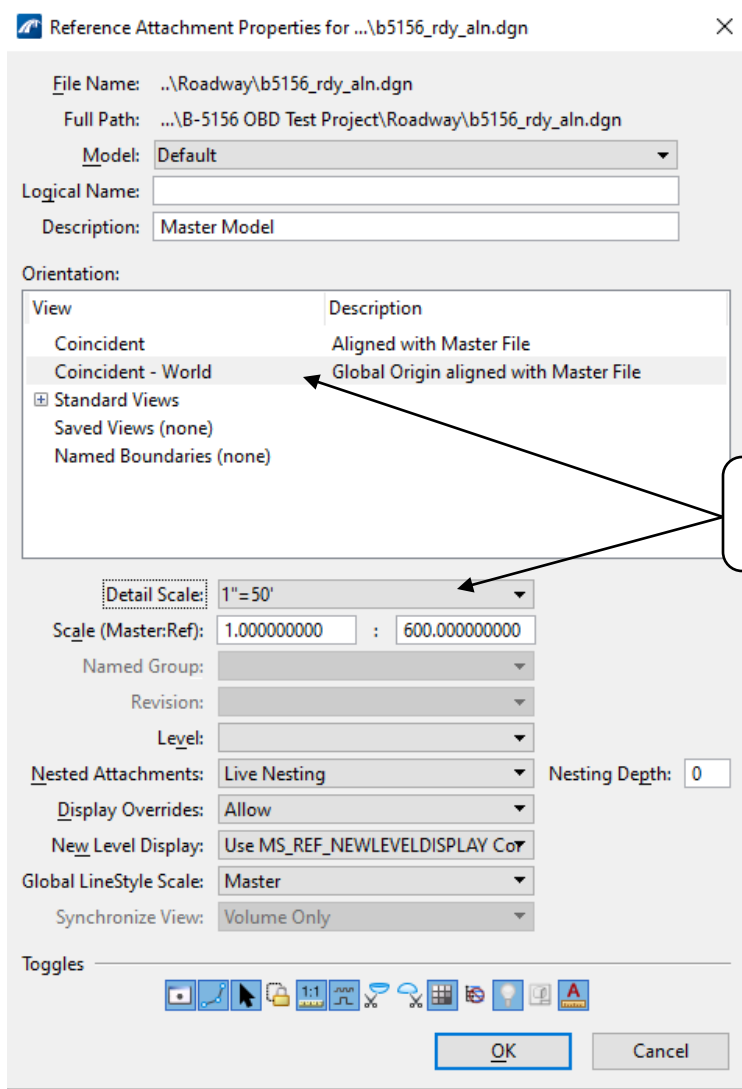 Reference Attachment Properties for ...\b5156_rdy_aln.dgn
File Name: ..\Roadway\b5156_rdy_aln.dgn
Full Path: ...\B-5156 OBD Test Project\Roadway\b5156_rdy_aln.dgn
Model: Default
Logical Name:
Description: Master Model
Orientation:
View Description
Coincident Aligned with Master File
Coincident - World Global Origin aligned with Master File
Standard Views
Saved Views (none)
Named Boundaries (none)
Detail Scale: 1"=50'
Scale (Master:Ref): 1.000000000 : 600.000000000
Named Group:
Revision:
Level:
Nested Attachments: Live Nesting Nesting Depth: 0
Display Overrides: Allow
New Level Display: Use MS_REF_NEWLEVELDISPLAY Cor
Global LineStyle Scale: Master
Synchronize View: Volume Only
Toggles
1:1 A
OK Cancel